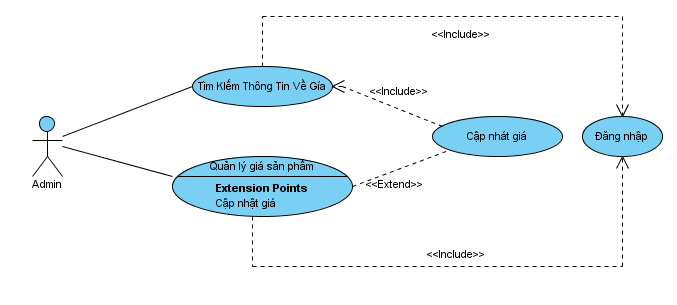 <<Include>>
Tìm Kiếm Thông Tin Về Gía
<<Include>>
Cập nhát giá
Đăng nhập
Admin
Quản lý giá sản phẩm
Extension Points
Cập nhật giá
<<Extend>>
<<Include>>